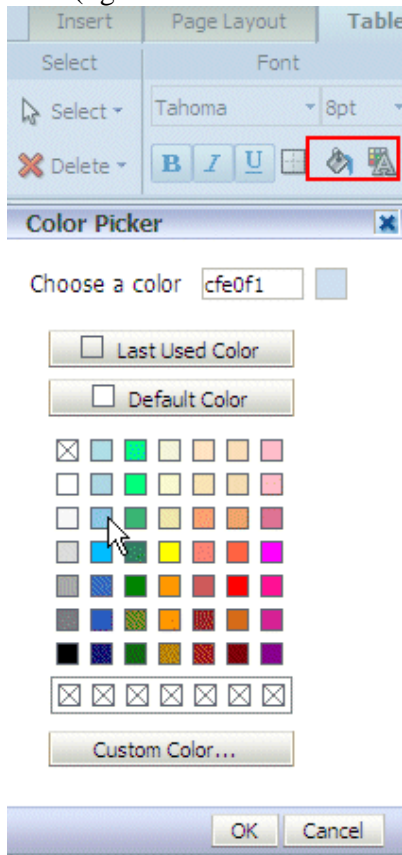 Insert Page Layout Table
Select Font
Select Tahoma 8pt
Delete B I U A
Color Picker
Choose a color cfe0f1
Last Used Color
Default Color
Custom Color...
OK Cancel